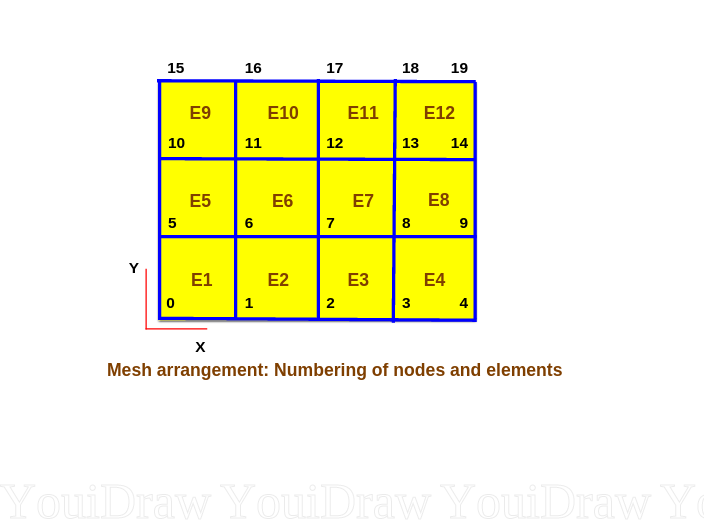 15 16 17 18 19
E9 E10 E11 E12
10 11 12 13 14
E5 E6 E7 E8
5 6 7 8 9
Y
E1 E2 E3 E4
0 1 2 3 4
X
Mesh arrangement: Numbering of nodes and elements
YouiDraw YouiDraw YouiDraw Yo